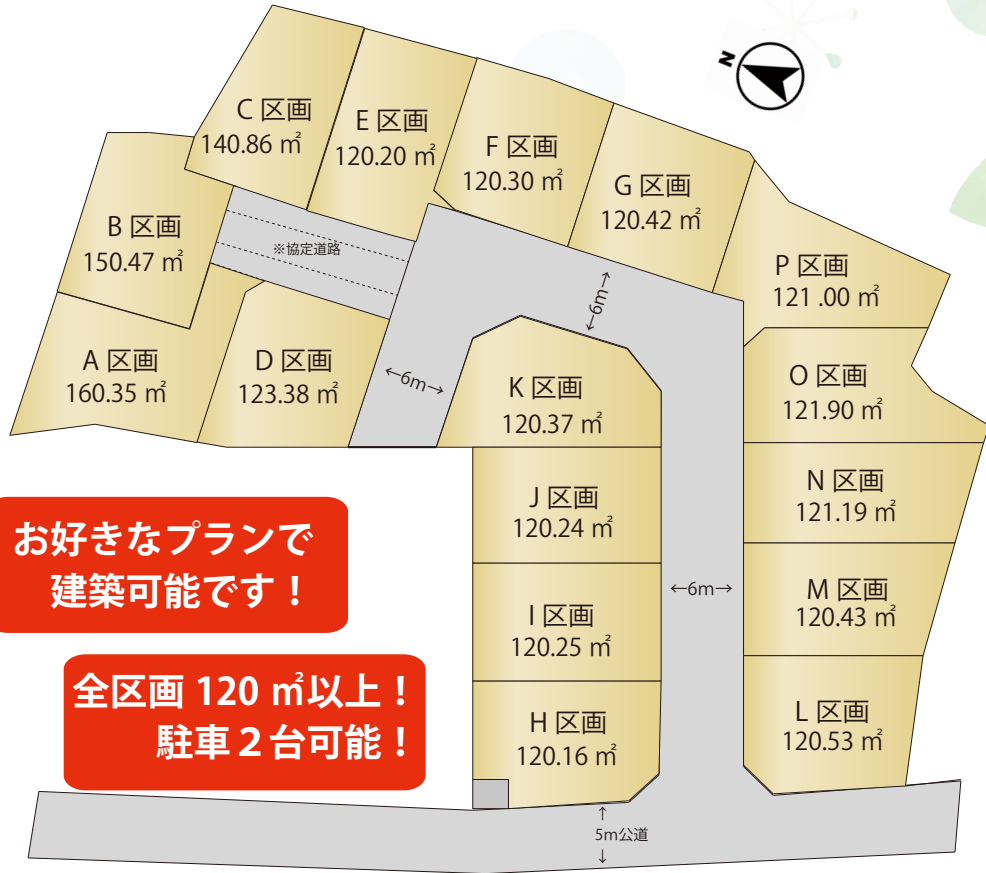 N
C 区画
140.86 ㎡
E 区画
120.20 ㎡
F 区画
120.30 ㎡
G 区画
120.42 ㎡
B 区画
150.47 ㎡
※協定道路
P 区画
121 .00 ㎡
←6m→
A 区画
160.35 ㎡
D 区画
123.38 ㎡
←6m→
K 区画
120.37 ㎡
O 区画
121.90 ㎡
J 区画
120.24 ㎡
N 区画
121.19 ㎡
お好きなプランで
建築可能です！
←6m→
I 区画
120.25 ㎡
M 区画
120.43 ㎡
全区画 120 ㎡以上！
駐車２台可能！
H 区画
120.16 ㎡
L 区画
120.53 ㎡
↑
5m公道
↓